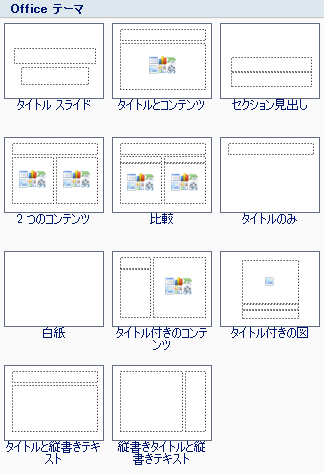 Office テーマ
タイトル スライド
タイトルとコンテンツ
セクション見出し
2 つのコンテンツ
比較
タイトルのみ
白紙
タイトル付きのコンテ
ンツ
タイトル付きの図
タイトルと縦書きテキ
スト
縦書きタイトルと縦
書きテキスト